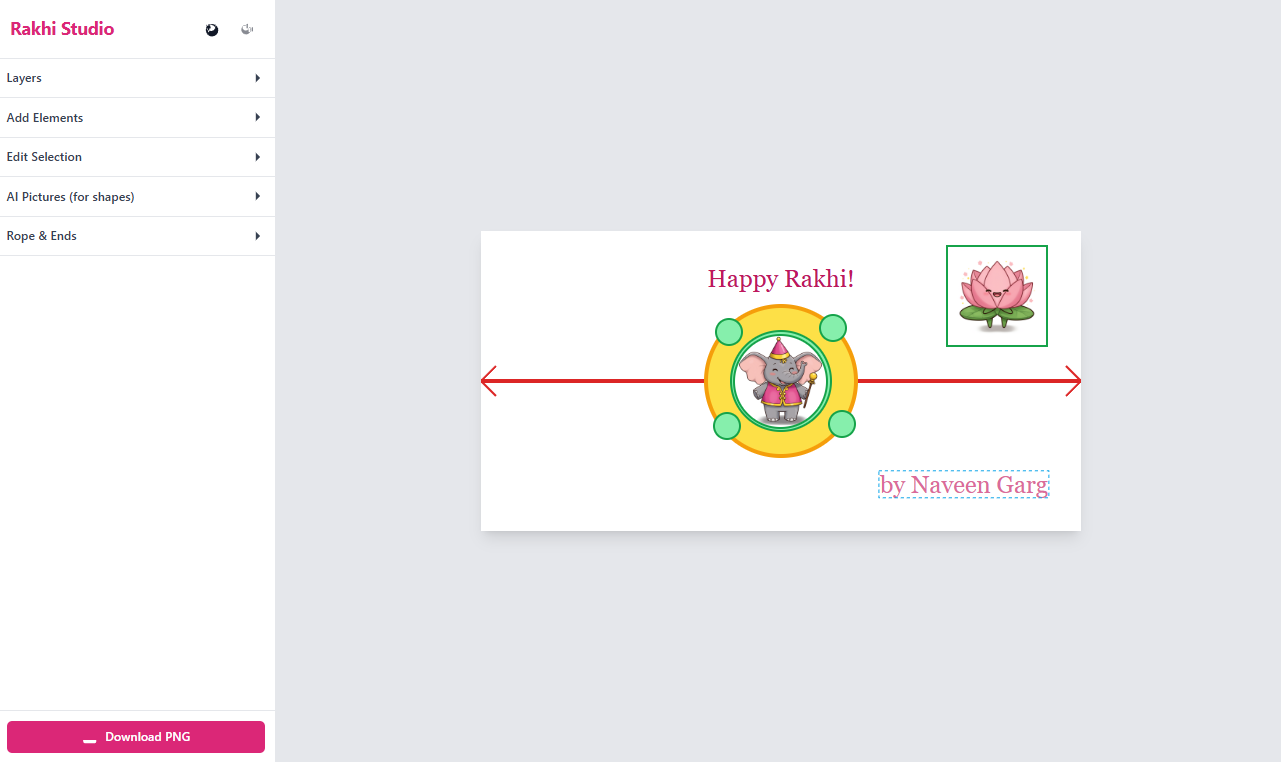 Rakhi Studio
Layers
Add Elements
Edit Selection
AI Pictures (for shapes)
Rope & Ends
Download PNG
Happy Rakhi!
by Naveen Garg